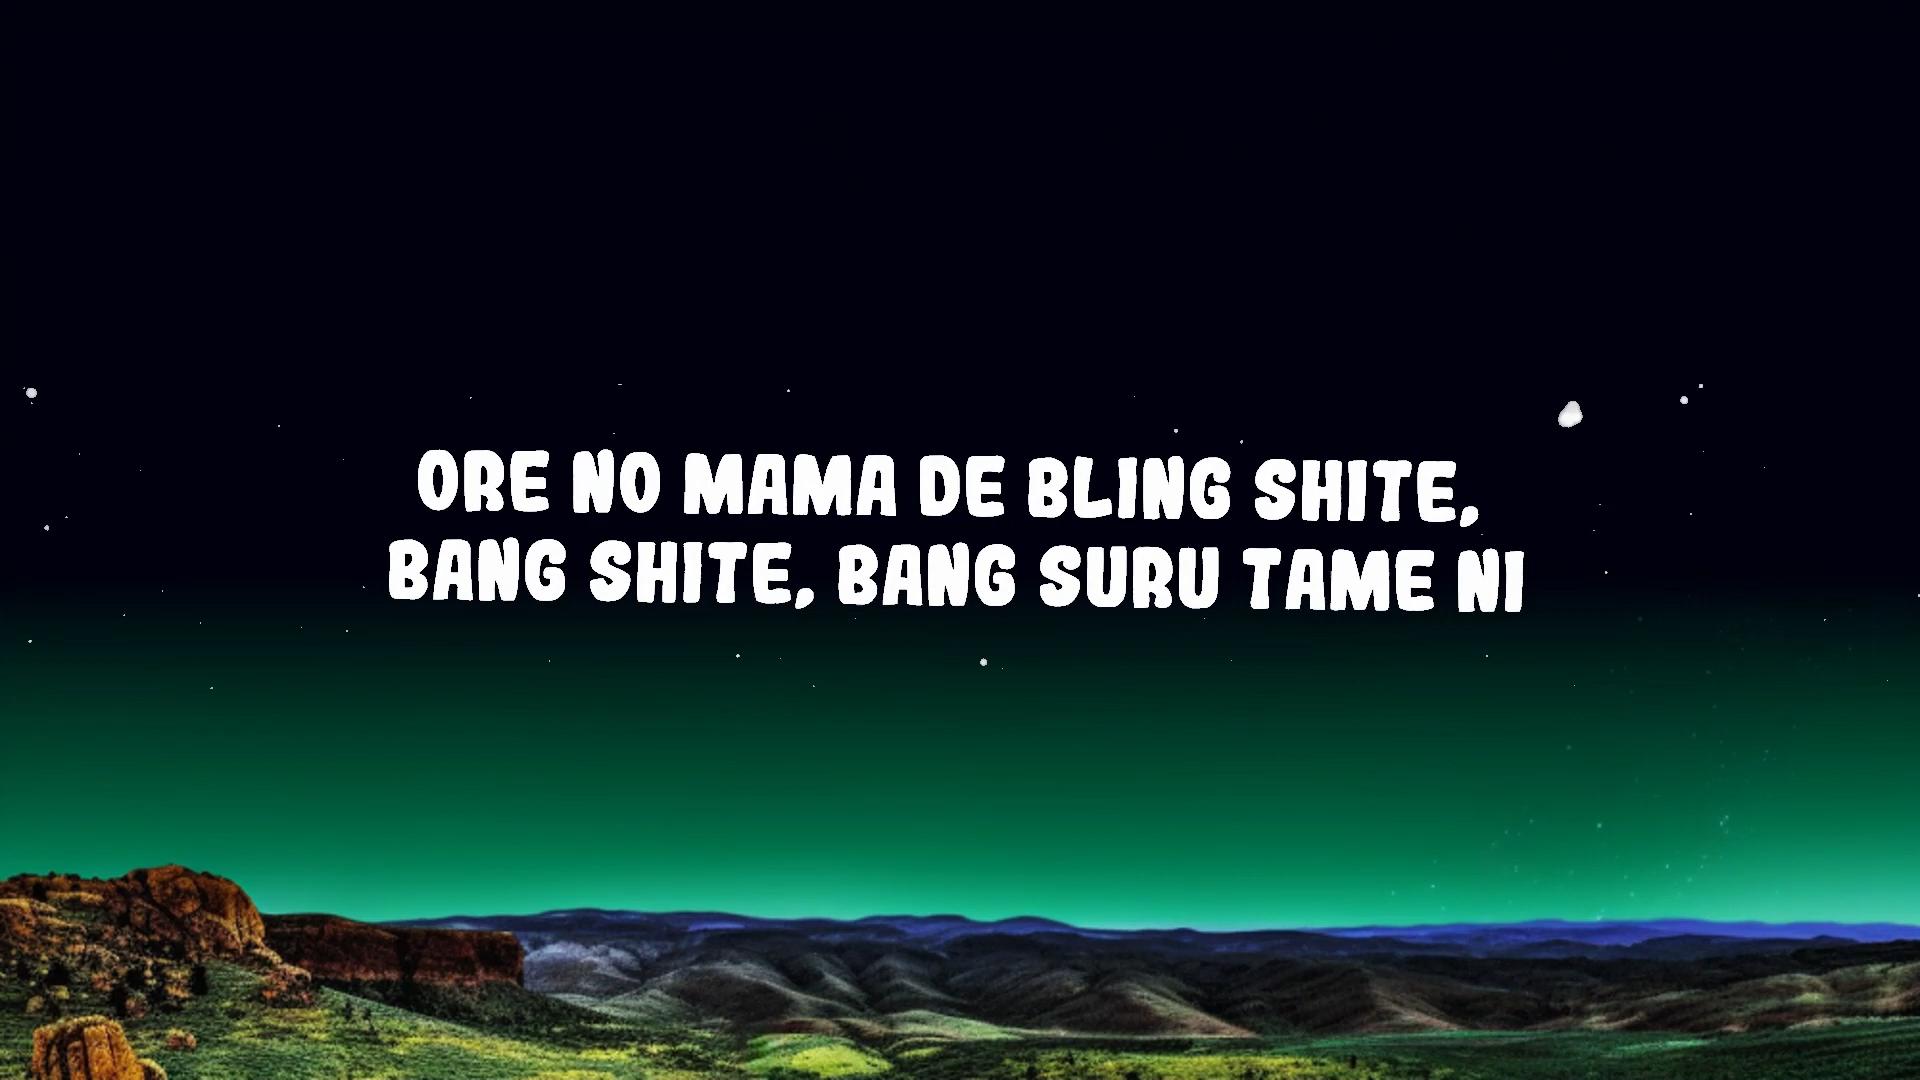 ORE NO MAMA DE BLING SHITE,
BANG SHITE, BANG SURU TAME NI